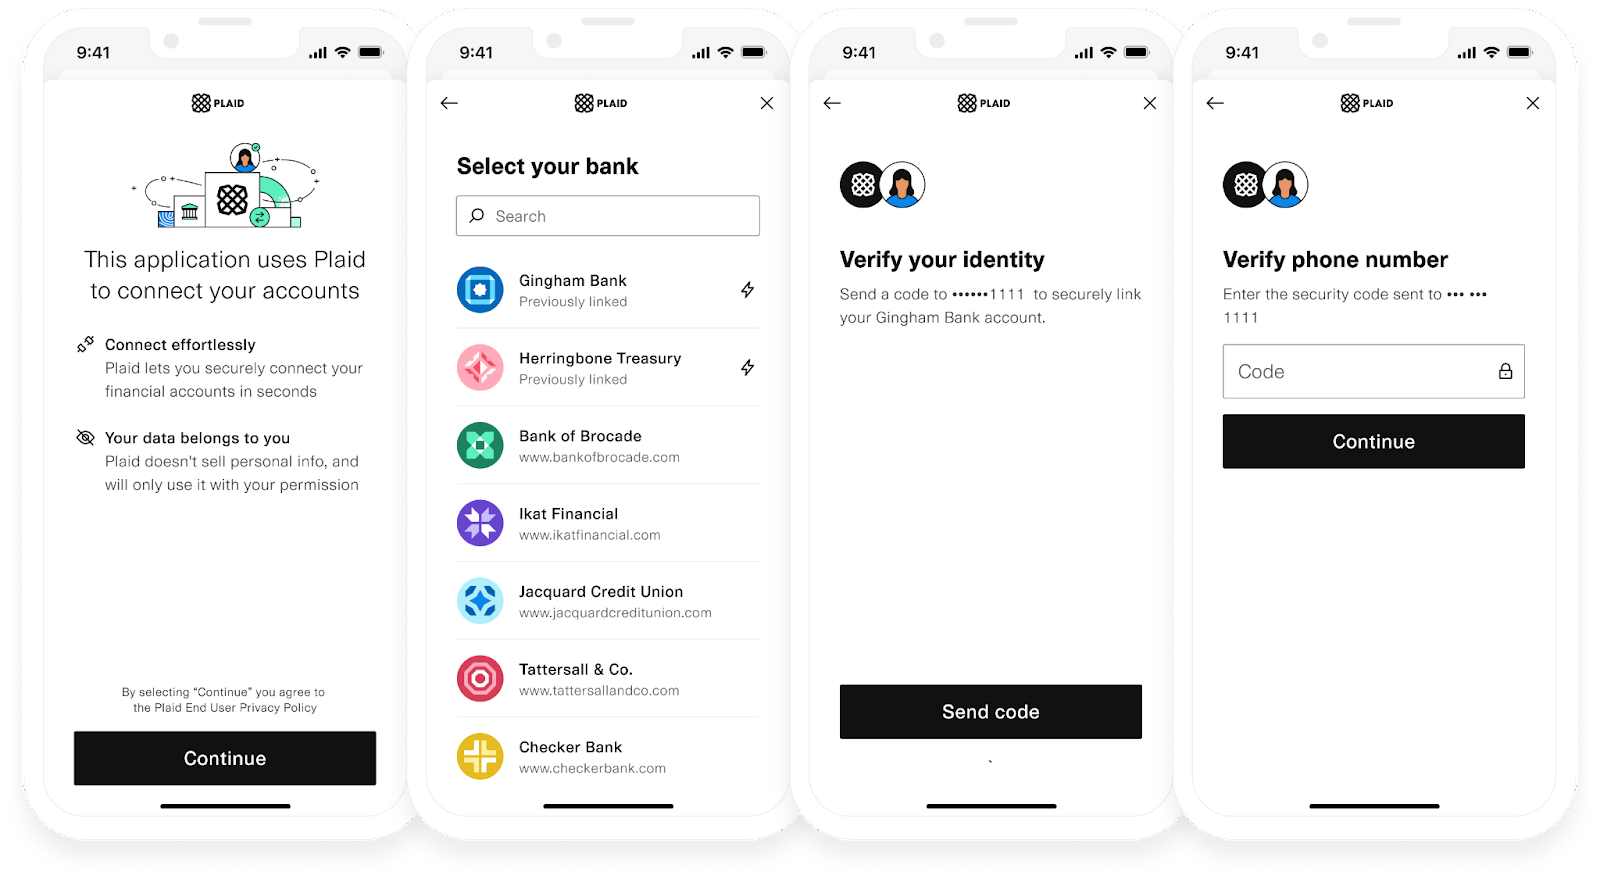 9:41
PLAID
This application uses Plaid
to connect your accounts
Connect effortlessly
Plaid lets you securely connect your
financial accounts in seconds
Your data belongs to you
Plaid doesn't sell personal info, and
will only use it with your permission
By selecting “Continue” you agree to
the Plaid End User Privacy Policy
Continue
9:41
PLAID
Select your bank
Search
Gingham Bank
Previously linked
Herringbone Treasury
Previously linked
Bank of Brocade
www.bankofbrocade.com
Ikat Financial
www.ikatfinancial.com
Jacquard Credit Union
www.jacquardcreditunion.com
Tattersall & Co.
www.tattersallandco.com
Checker Bank
www.checkerbank.com
9:41
PLAID
Verify your identity
Send a code to ••••••1111 to securely link
your Gingham Bank account.
Send code
`
9:41
PLAID
Verify phone number
Enter the security code sent to ••• •••
1111
Code
Continue